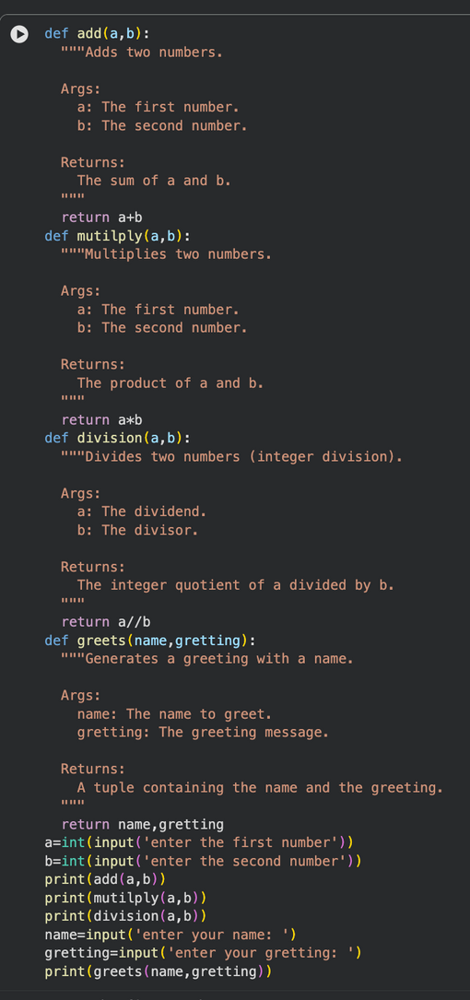 def add(a,b):
  """Adds two numbers.

  Args:
    a: The first number.
    b: The second number.

  Returns:
    The sum of a and b.
  """
  return a+b
def mutilply(a,b):
  """Multiplies two numbers.

  Args:
    a: The first number.
    b: The second number.

  Returns:
    The product of a and b.
  """
  return a*b
def division(a,b):
  """Divides two numbers (integer division).

  Args:
    a: The dividend.
    b: The divisor.

  Returns:
    The integer quotient of a divided by b.
  """
  return a//b
def greets(name,gretting):
  """Generates a greeting with a name.

  Args:
    name: The name to greet.
    gretting: The greeting message.

  Returns:
    A tuple containing the name and the greeting.
  """
  return name,gretting
a=int(input('enter the first number'))
b=int(input('enter the second number'))
print(add(a,b))
print(mutilply(a,b))
print(division(a,b))
name=input('enter your name: ')
gretting=input('enter your gretting: ')
print(greets(name,gretting))